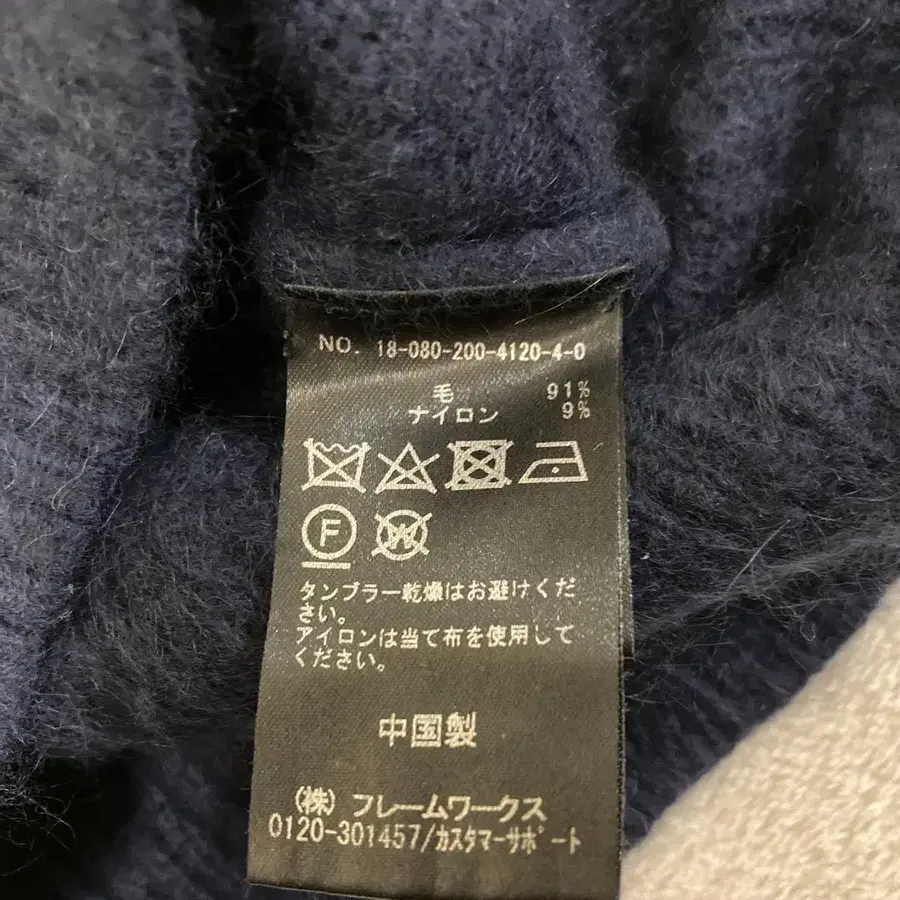 NO. 18-080-200-4120-4-0
毛 91%
ナイロン 9%
F W
タンブラー乾燥はお避けくだ
さい。
アイロンは当て布を使用して
ください。
中国製
(株) フレームワークス
0120-301457/ｶｽﾀﾏｰｻﾎﾟｰﾄ